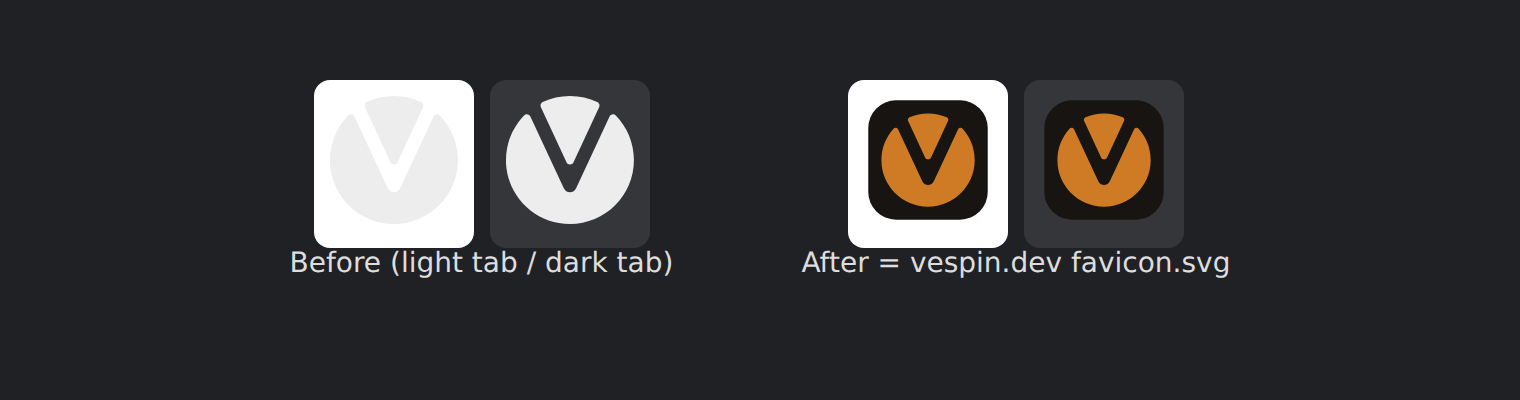 Before (light tab / dark tab)
After = vespin.dev favicon.svg